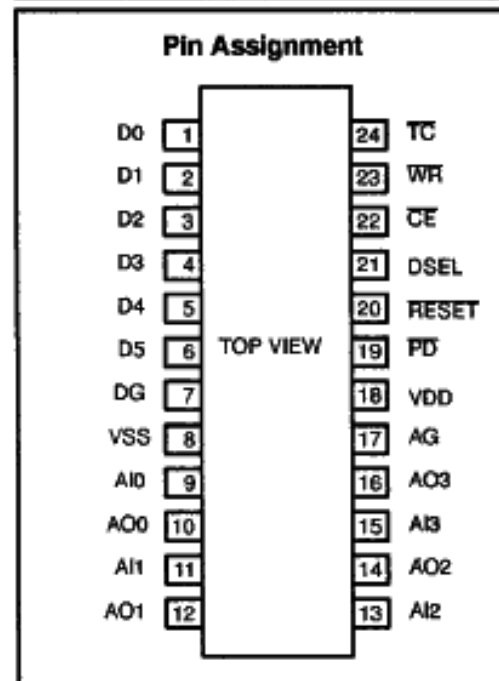 Pin Assignment
D0 1 24 TC
D1 2 23 WR
D2 3 22 CE
D3 4 21 DSEL
D4 5 20 RESET
D5 6 TOP VIEW 19 PD
DG 7 18 VDD
VSS 8 17 AG
AI0 9 16 AO3
AO0 10 15 AI3
AI1 11 14 AO2
AO1 12 13 AI2